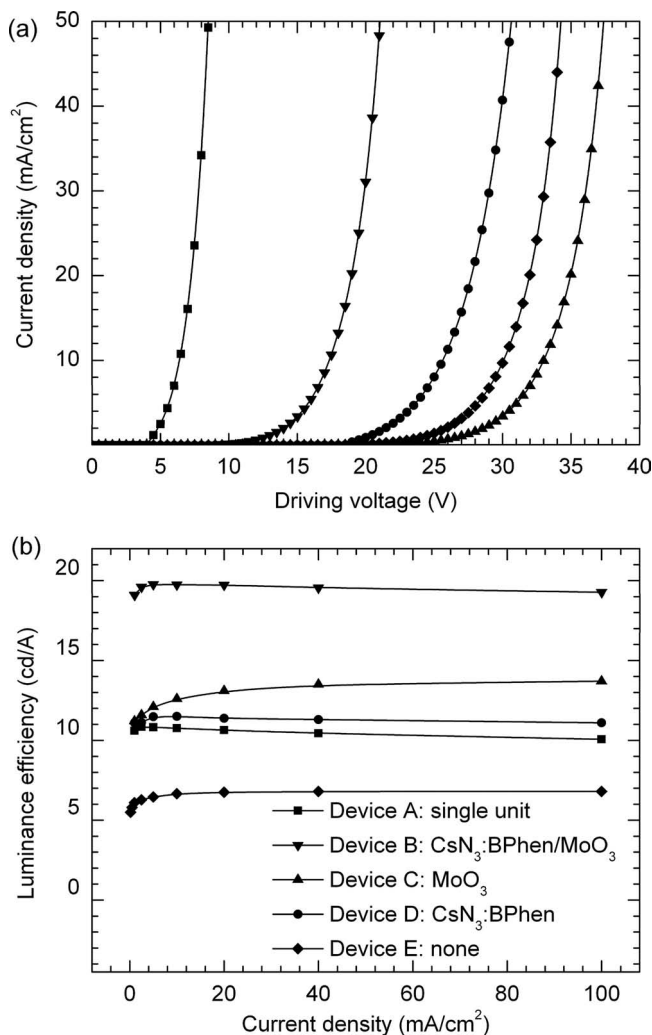 (a)
50
40
30
20
10
Current density (mA/cm²)
0 5 10 15 20 25 30 35 40
Driving voltage (V)
(b)
20
15
10
5
0
Luminance efficiency (cd/A)
Device A: single unit
Device B: CsN₃:BPhen/MoO₃
Device C: MoO₃
Device D: CsN₃:BPhen
Device E: none
0 20 40 60 80 100
Current density (mA/cm²)